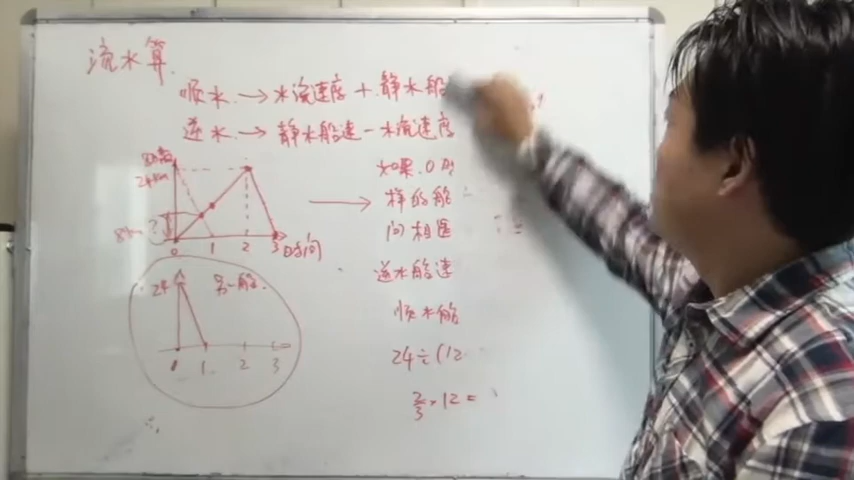 流水算
顺水 → 水流速度 + 静水船
逆水 → 静水船速 - 水流速度
如果 0时
24km
样的船
8km ?
间相遇
0 1 2 3 时间
逆水船速
24 另一船
顺水船
0 1 2 3
24÷(12
2/3 × 12 =